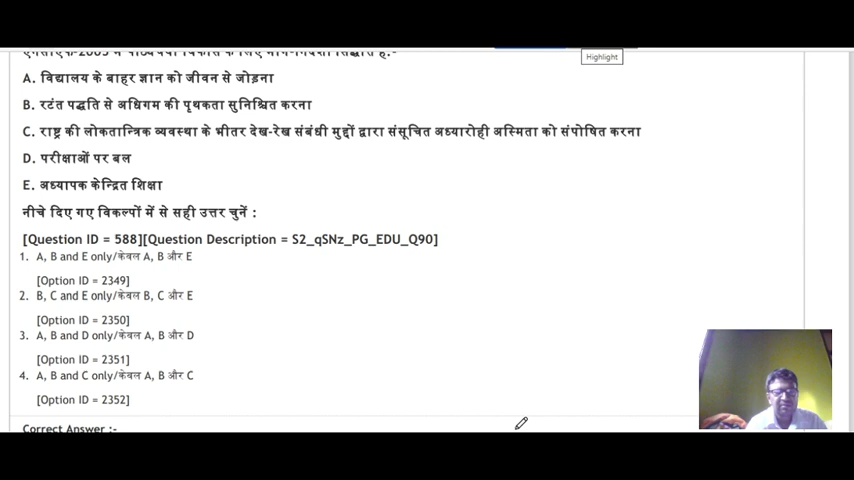 Highlight
A. विद्यालय के बाहर ज्ञान को जीवन से जोड़ना
B. रटंत पद्धति से अधिगम की पृथकता सुनिश्चित करना
C. राष्ट्र की लोकतान्त्रिक व्यवस्था के भीतर देख-रेख संबंधी मुद्दों द्वारा संसूचित अध्यारोही अस्मिता को संपोषित करना
D. परीक्षाओं पर बल
E. अध्यापक केन्द्रित शिक्षा
नीचे दिए गए विकल्पों में से सही उत्तर चुनें :
[Question ID = 588][Question Description = S2_qSNz_PG_EDU_Q90]
1. A, B and E only/केवल A, B और E
[Option ID = 2349]
2. B, C and E only/केवल B, C और E
[Option ID = 2350]
3. A, B and D only/केवल A, B और D
[Option ID = 2351]
4. A, B and C only/केवल A, B और C
[Option ID = 2352]
Correct Answer :-